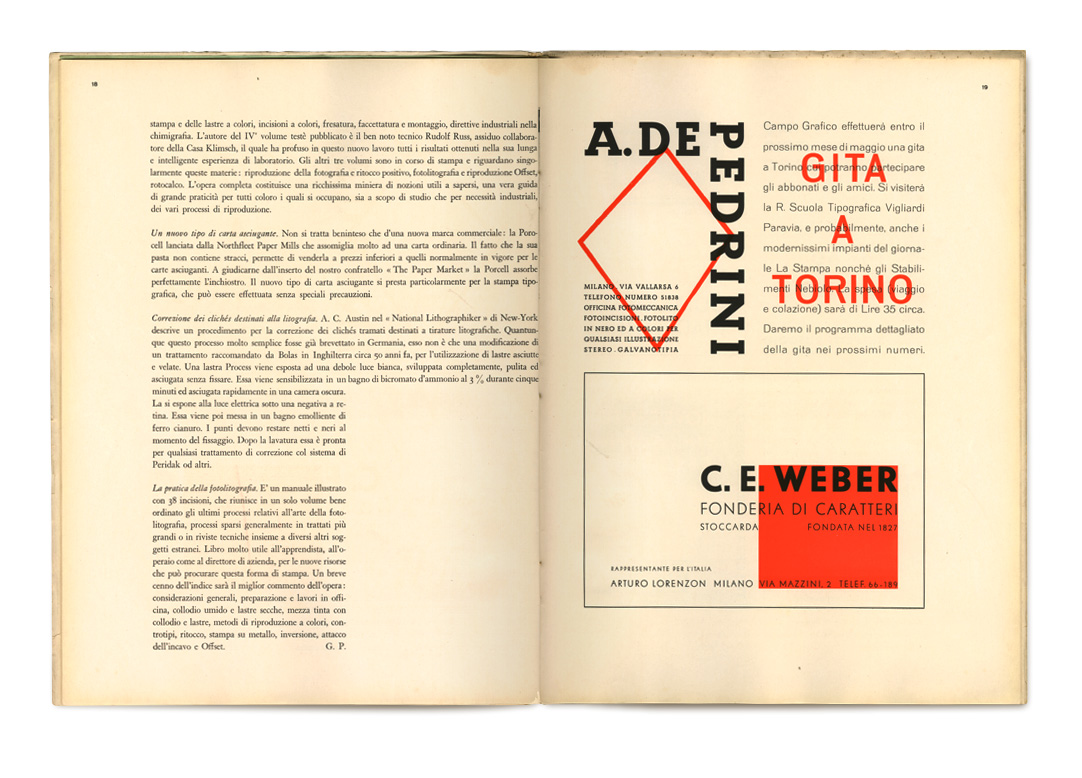 18
stampa e delle lastre a colori, incisioni a colori, fresatura, faccettatura e montaggio, direttive industriali nella
chimigrafia. L'autore del IV° volume testè pubblicato è il ben noto tecnico Rudolf Russ, assiduo collabora-
tore della Casa Klimsch, il quale ha profuso in questo nuovo lavoro tutti i risultati ottenuti nella sua lunga
e intelligente esperienza di laboratorio. Gli altri tre volumi sono in corso di stampa e riguardano singo-
larmente queste materie: riproduzione della fotografia e ritocco positivo, fotolitografia e riproduzione Offset,
rotocalco. L'opera completa costituisce una ricchissima miniera di nozioni utili a sapersi, una vera guida
di grande praticità per tutti coloro i quali si occupano, sia a scopo di studio che per necessità industriali,
dei vari processi di riproduzione.
Un nuovo tipo di carta asciugante. Non si tratta beninteso che d'una nuova marca commerciale: la Poro-
cell lanciata dalla Northfleet Paper Mills che assomiglia molto ad una carta ordinaria. Il fatto che la sua
pasta non contiene stracci, permette di venderla a prezzi inferiori a quelli normalmente in vigore per le
carte asciuganti. A giudicarne dall'inserto del nostro confratello « The Paper Market » la Porcell assorbe
perfettamente l'inchiostro. Il nuovo tipo di carta asciugante si presta particolarmente per la stampa tipo-
grafica, che può essere effettuata senza speciali precauzioni.
Correzione dei clichés destinati alla litografia. A. C. Austin nel « National Lithographiker » di New-York
descrive un procedimento per la correzione dei clichés tramati destinati a tirature litografiche. Quantun-
que questo processo molto semplice fosse già brevettato in Germania, esso non è che una modificazione di
un trattamento raccomandato da Bolas in Inghilterra circa 50 anni fa, per l'utilizzazione di lastre asciutte
e velate. Una lastra Process viene esposta ad una debole luce bianca, sviluppata completamente, pulita ed
asciugata senza fissare. Essa viene sensibilizzata in un bagno di bicromato d'ammonio al 3 % durante cinque
minuti ed asciugata rapidamente in una camera oscura.
La si espone alla luce elettrica sotto una negativa a re-
tina. Essa viene poi messa in un bagno emolliente di
ferro cianuro. I punti devono restare netti e neri al
momento del fissaggio. Dopo la lavatura essa è pronta
per qualsiasi trattamento di correzione col sistema di
Peridak od altri.
La pratica della fotolitografia. E' un manuale illustrato
con 38 incisioni, che riunisce in un solo volume bene
ordinato gli ultimi processi relativi all'arte della foto-
litografia, processi sparsi generalmente in trattati più
grandi o in riviste tecniche insieme a diversi altri sog-
getti estranei. Libro molto utile all'apprendista, all'o-
peraio come al direttore di azienda, per le nuove risorse
che può procurare questa forma di stampa. Un breve
cenno dell'indice sarà il miglior commento dell'opera:
considerazioni generali, preparazione e lavori in offi-
cina, collodio umido e lastre secche, mezza tinta con
collodio e lastre, metodi di riproduzione a colori, con-
trotipi, ritocco, stampa su metallo, inversione, attacco
dell'incavo e Offset. G. P.
19
A. DE
PEDRINI
MILANO, VIA VALLARSA 6
TELEFONO NUMERO 51838
OFFICINA FOTOMECCANICA
FOTOINCISIONI, FOTOLITO
IN NERO ED A COLORI PER
QUALSIASI ILLUSTRAZIONE
STEREO-GALVANOTIPIA
Campo Grafico effettuerà entro il
prossimo mese di maggio una gita
a Torino cui potranno partecipare
gli abbonati e gli amici. Si visiterà
la R. Scuola Tipografica Vigliardi
Paravia, e probabilmente, anche i
modernissimi impianti del giorna-
le La Stampa nonchè gli Stabili-
menti Nebiolo. La spesa (viaggio
e colazione) sarà di Lire 35 circa.
Daremo il programma dettagliato
della gita nei prossimi numeri.
GITA
A
TORINO
C. E. WEBER
FONDERIA DI CARATTERI
STOCCARDA FONDATA NEL 1827
RAPPRESENTANTE PER L'ITALIA
ARTURO LORENZON MILANO VIA MAZZINI, 2 TELEF. 66-189